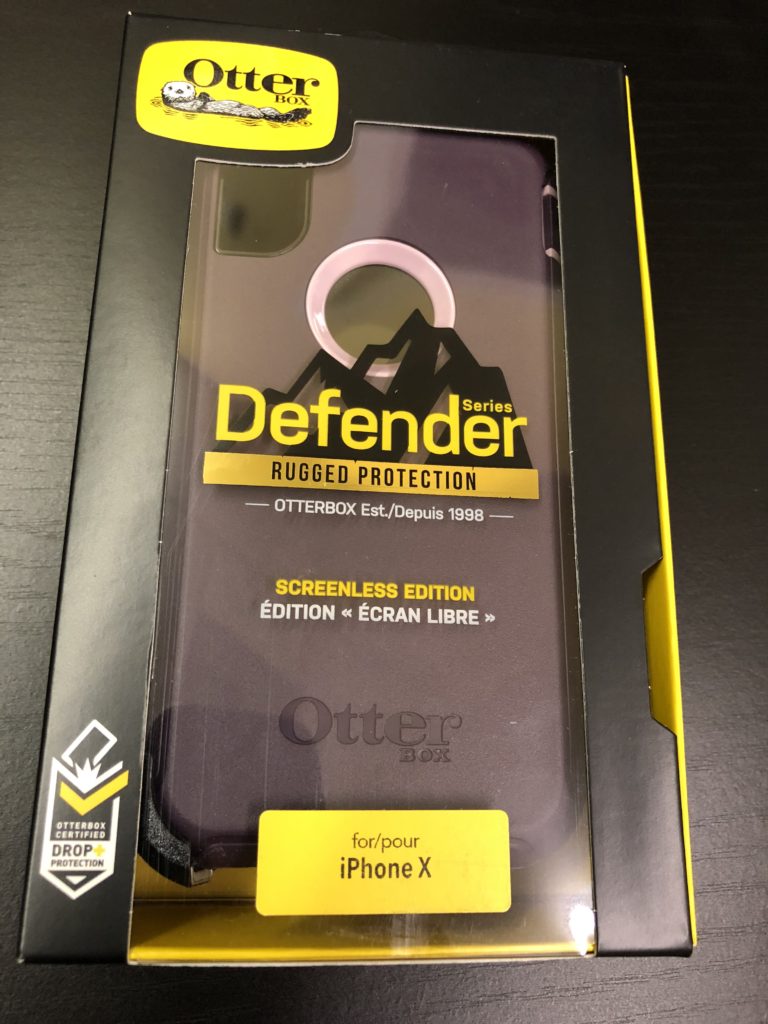 Otter
BOX
Defender
Series
RUGGED PROTECTION
OTTERBOX Est./Depuis 1998
SCREENLESS EDITION
ÉDITION « ÉCRAN LIBRE »
Otter
BOX
OTTERBOX
CERTIFIED
DROP+
PROTECTION
for/pour
iPhone X